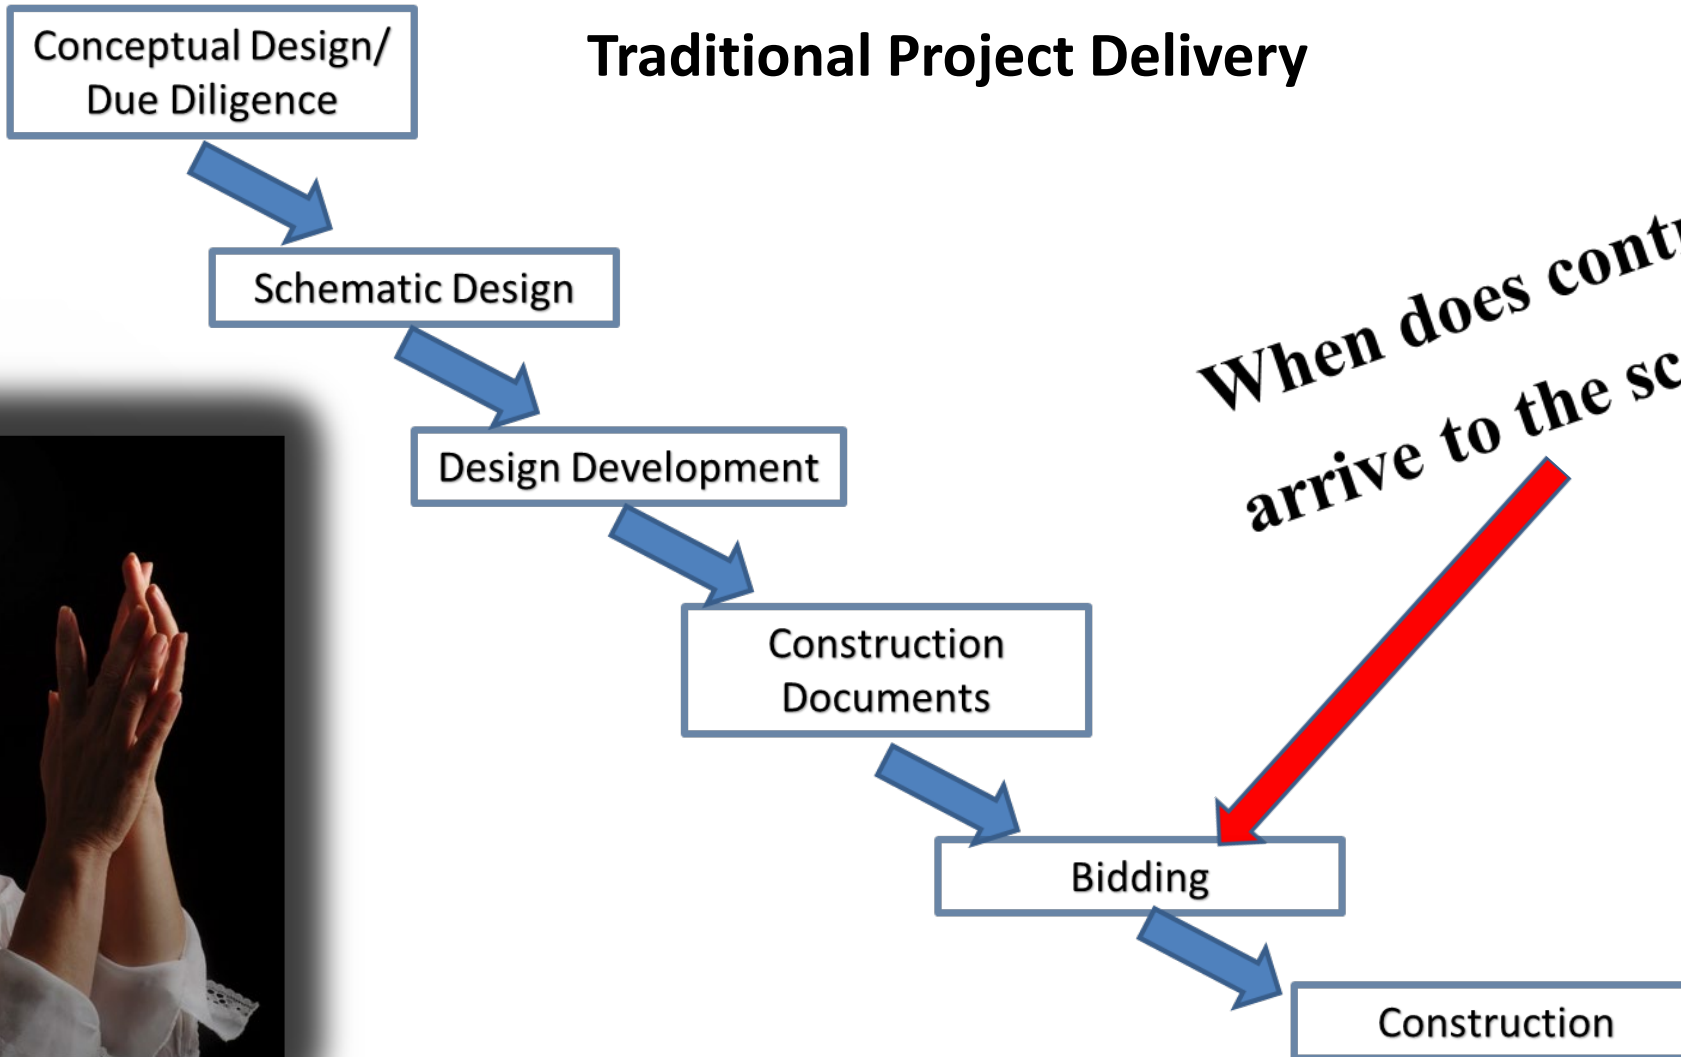 Traditional Project Delivery
Conceptual Design/
Due Diligence
Schematic Design
Design Development
Construction
Documents
Bidding
Construction
When does
arrive to the